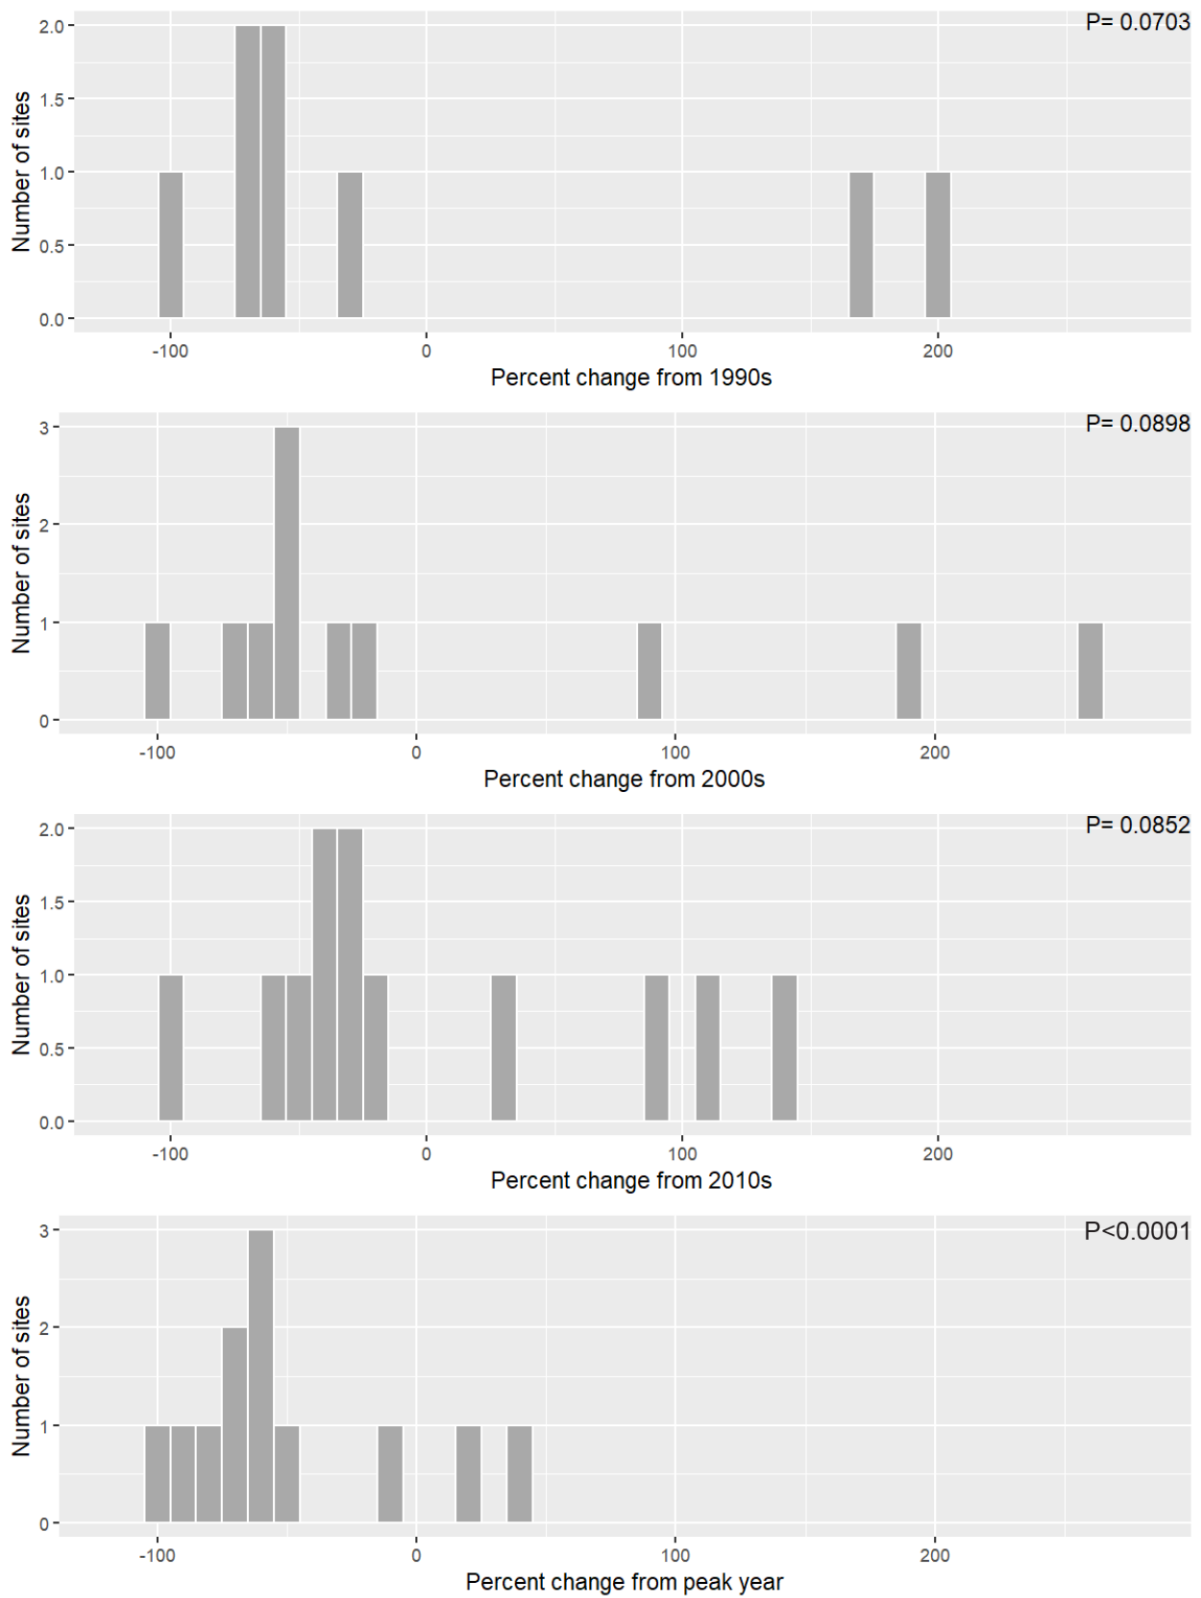 P= 0.0703
2.0
1.5
1.0
0.5
0.0
Number of sites
-100 0 100 200
Percent change from 1990s
P= 0.0898
3
2
1
0
Number of sites
-100 0 100 200
Percent change from 2000s
P= 0.0852
2.0
1.5
1.0
0.5
0.0
Number of sites
-100 0 100 200
Percent change from 2010s
P<0.0001
3
2
1
0
Number of sites
-100 0 100 200
Percent change from peak year